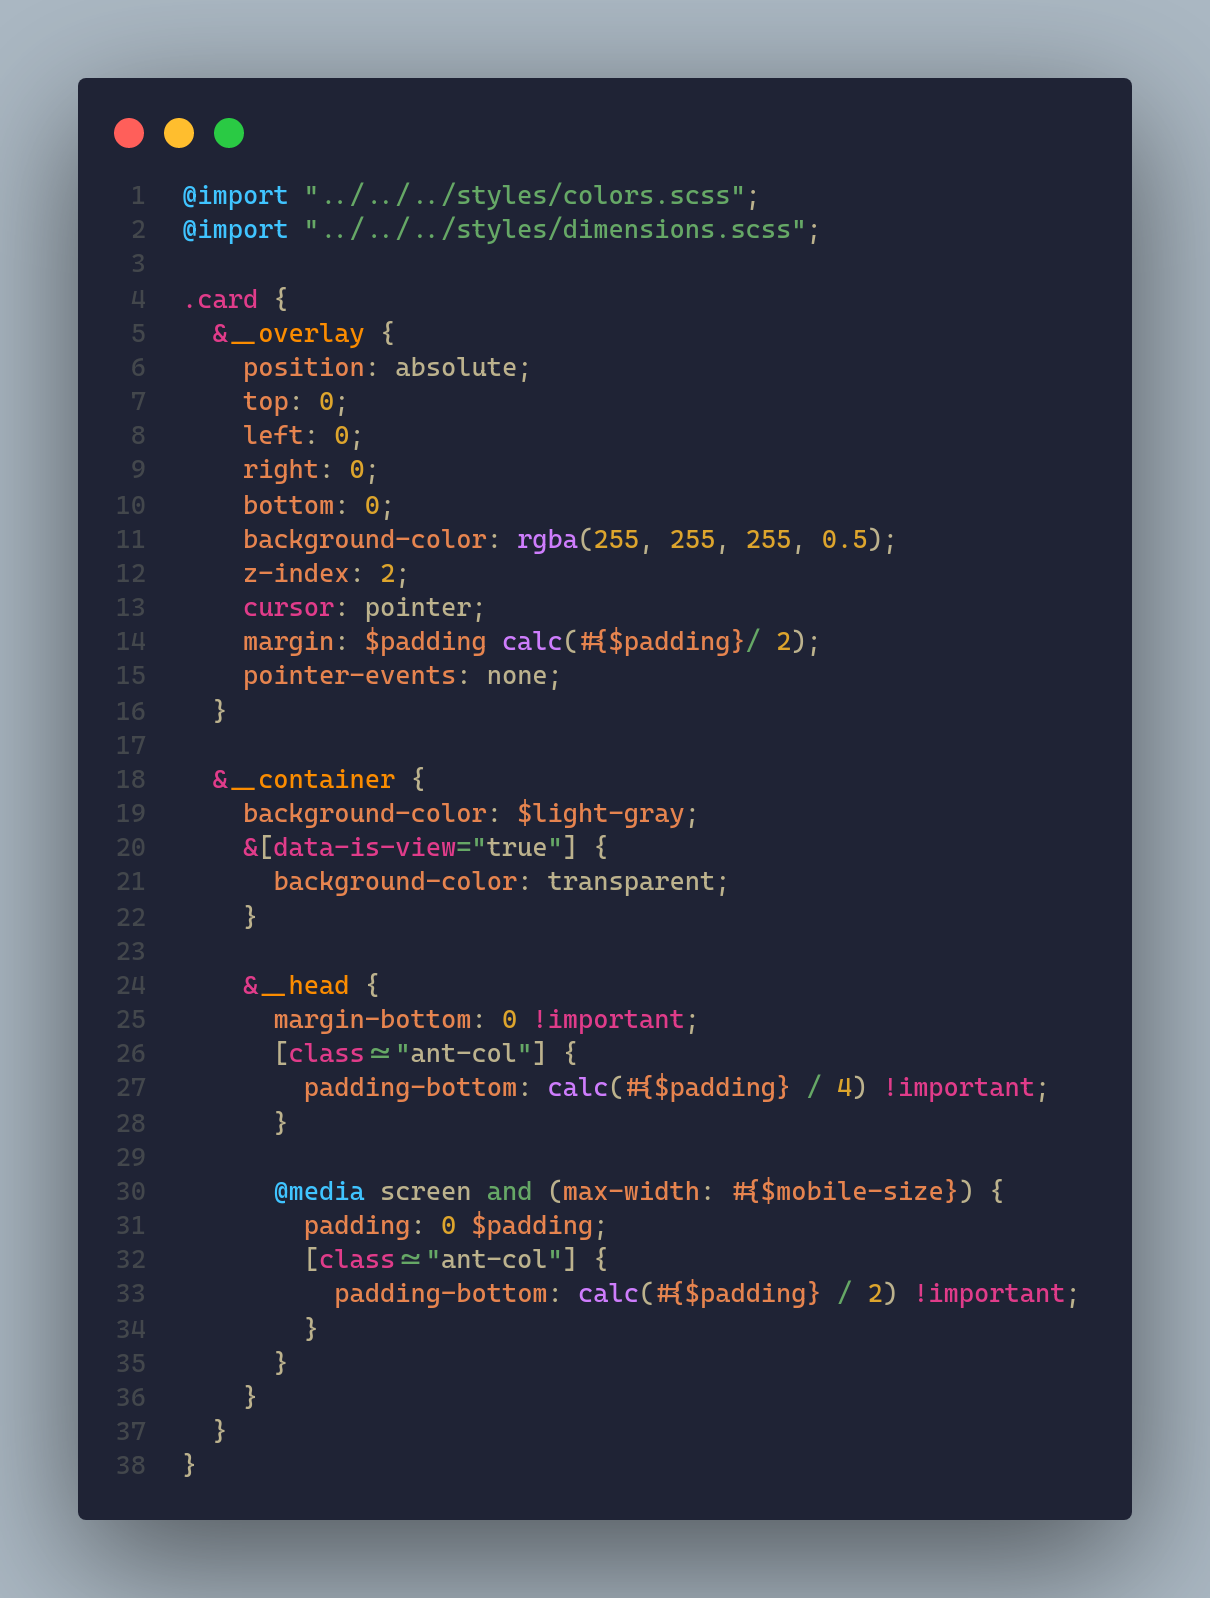 1 @import "../../../styles/colors.scss";
2 @import "../../../styles/dimensions.scss";
3
4 .card {
5   &__overlay {
6     position: absolute;
7     top: 0;
8     left: 0;
9     right: 0;
10     bottom: 0;
11     background-color: rgba(255, 255, 255, 0.5);
12     z-index: 2;
13     cursor: pointer;
14     margin: $padding calc(#{$padding}/ 2);
15     pointer-events: none;
16   }
17
18   &__container {
19     background-color: $light-gray;
20     &[data-is-view="true"] {
21       background-color: transparent;
22     }
23
24     &__head {
25       margin-bottom: 0 !important;
26       [class~="ant-col"] {
27         padding-bottom: calc(#{$padding} / 4) !important;
28       }
29
30       @media screen and (max-width: #{$mobile-size}) {
31         padding: 0 $padding;
32         [class~="ant-col"] {
33           padding-bottom: calc(#{$padding} / 2) !important;
34         }
35       }
36     }
37   }
38 }